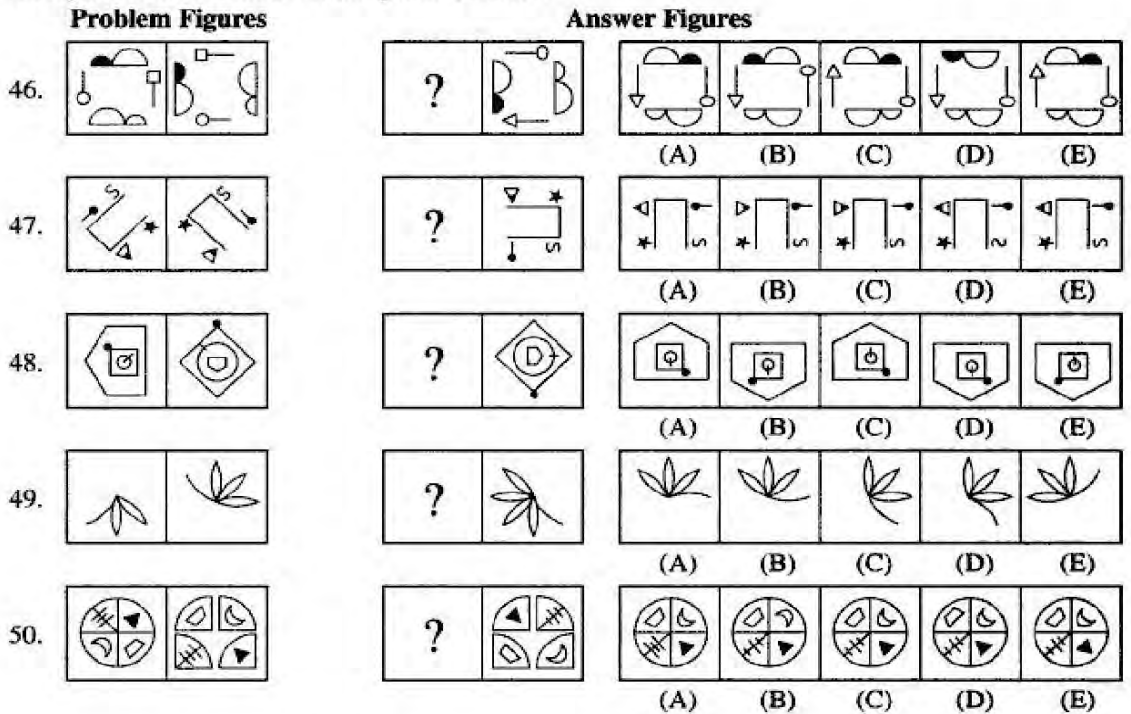 Problem Figures Answer Figures
46. ? (A) (B) (C) (D) (E)
47. S S ? S S S S S S (A) (B) (C) (D) (E)
48. ? (A) (B) (C) (D) (E)
49. ? (A) (B) (C) (D) (E)
50. ? (A) (B) (C) (D) (E)